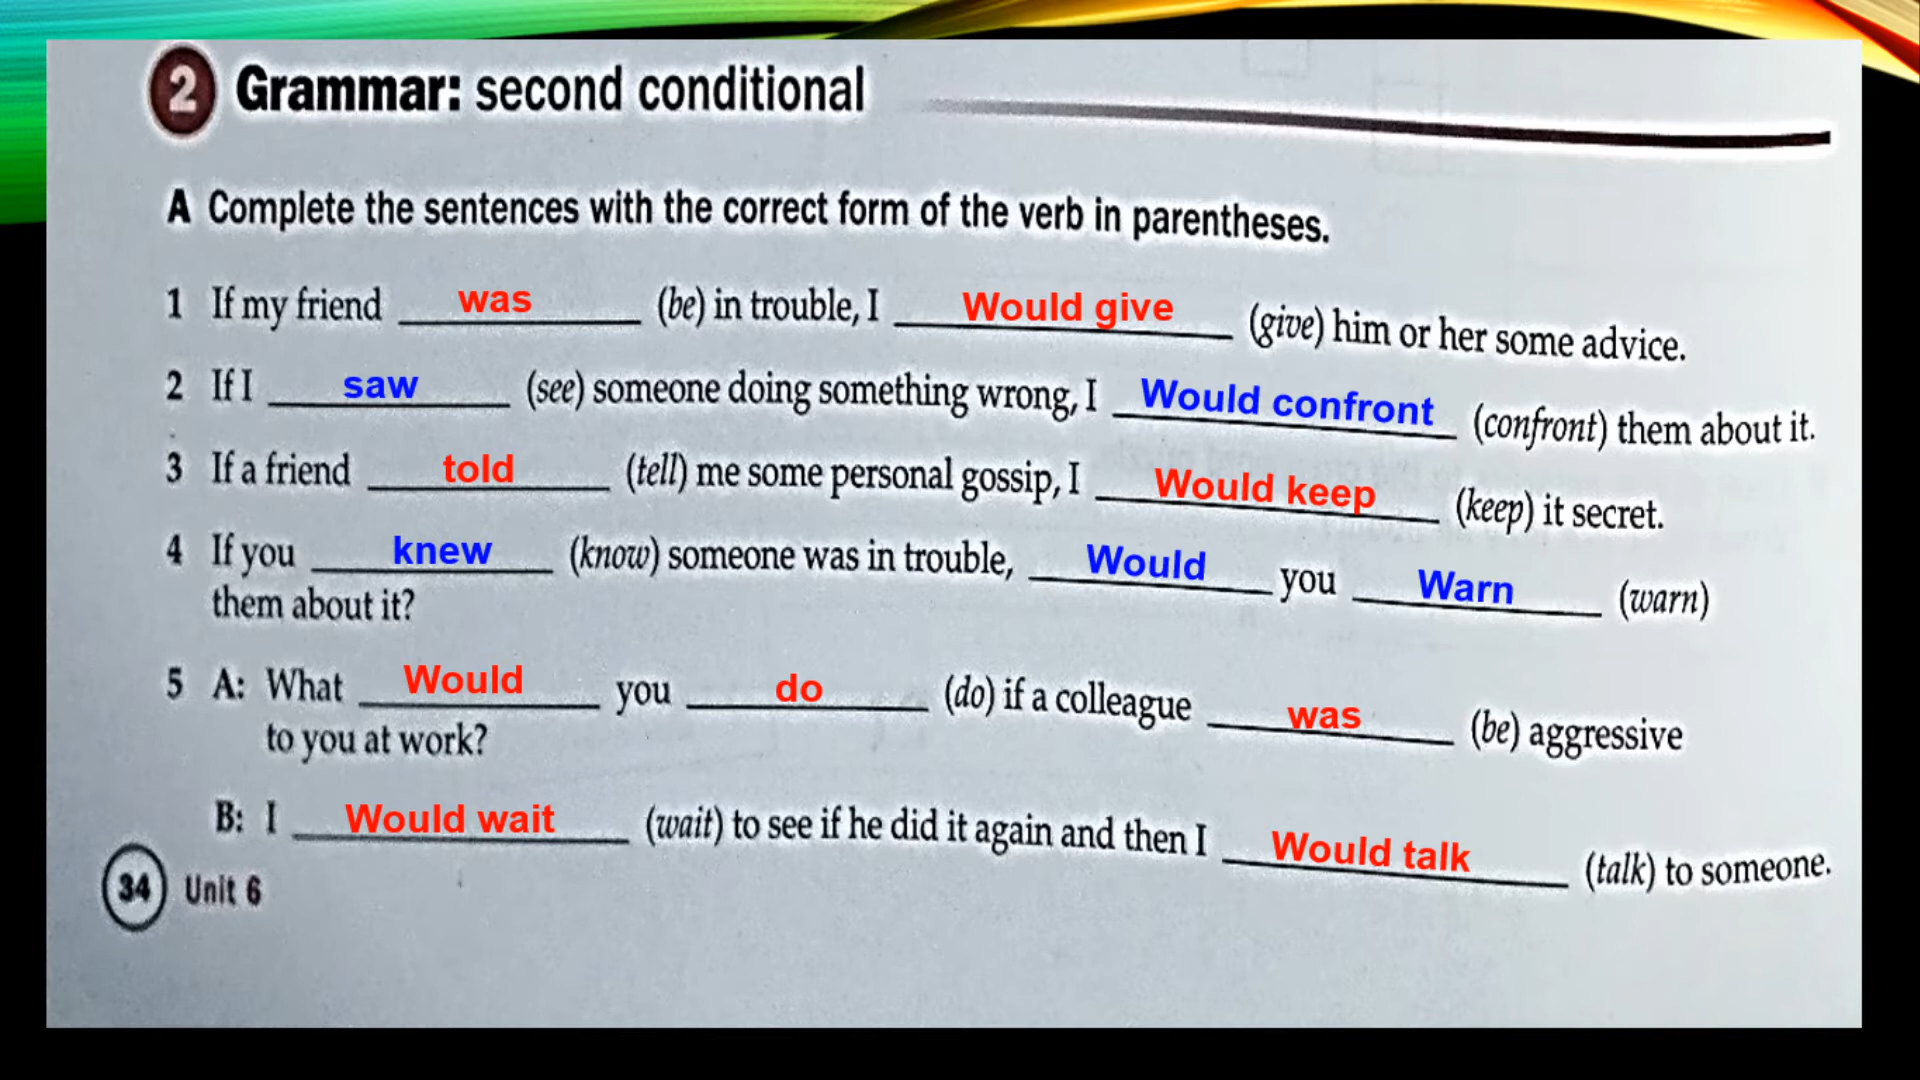 2 Grammar: second conditional
A Complete the sentences with the correct form of the verb in parentheses.
1 If my friend was (be) in trouble, I Would give (give) him or her some advice.
2 If I saw (see) someone doing something wrong, I Would confront (confront) them about it.
3 If a friend told (tell) me some personal gossip, I Would keep (keep) it secret.
4 If you knew (know) someone was in trouble, Would you Warn (warn)
them about it?
5 A: What Would you do (do) if a colleague was (be) aggressive
to you at work?
B: I Would wait (wait) to see if he did it again and then I Would talk (talk) to someone.
34 Unit 6